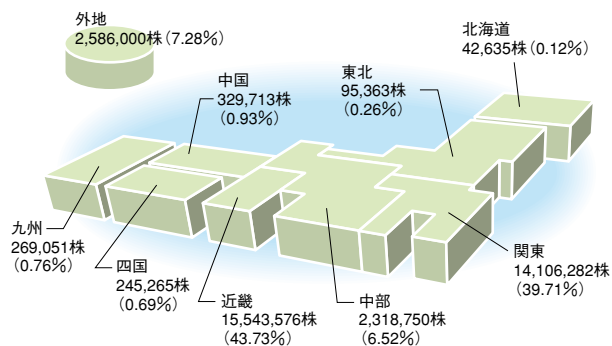 外地
2,586,000株(7.28%)
北海道
42,635株(0.12%)
中国
329,713株
(0.93%)
東北
95,363株
(0.26%)
九州
269,051株
(0.76%)
四国
245,265株
(0.69%)
近畿
15,543,576株
(43.73%)
中部
2,318,750株
(6.52%)
関東
14,106,282株
(39.71%)